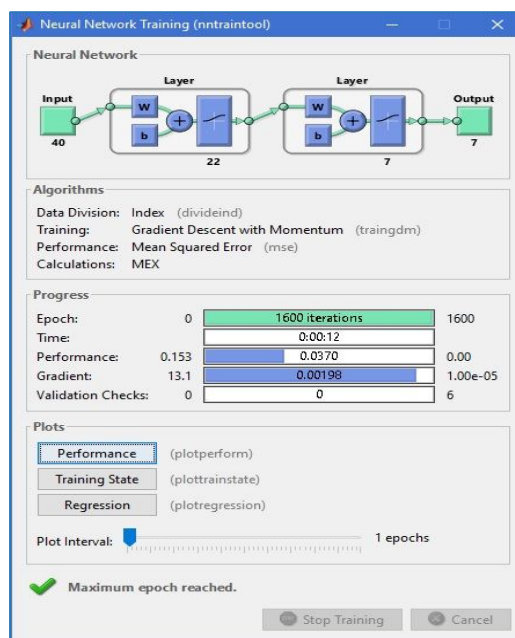 Neural Network Training (nntraintool)
Neural Network
Layer Layer
Input W W Output
b b
40 22 7 7
Algorithms
Data Division: Index (divideind)
Training: Gradient Descent with Momentum (traingdm)
Performance: Mean Squared Error (mse)
Calculations: MEX
Progress
Epoch: 0 1600 iterations 1600
Time: 0:00:12
Performance: 0.153 0.0370 0.00
Gradient: 13.1 0.00198 1.00e-05
Validation Checks: 0 0 6
Plots
Performance (plotperform)
Training State (plottrainstate)
Regression (plotregression)
Plot Interval: 1 epochs
Maximum epoch reached.
Stop Training Cancel